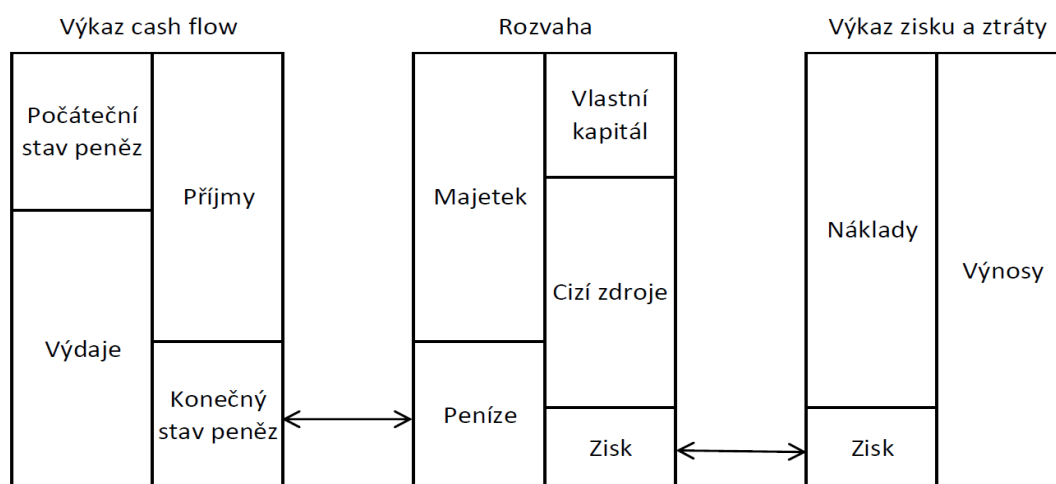 Výkaz cash flow
Počáteční
stav peněz
Příjmy
Výdaje
Konečný
stav peněz
Rozvaha
Majetek
Vlastní
kapitál
Cizí zdroje
Peníze
Zisk
Výkaz zisku a ztráty
Náklady
Výnosy
Zisk